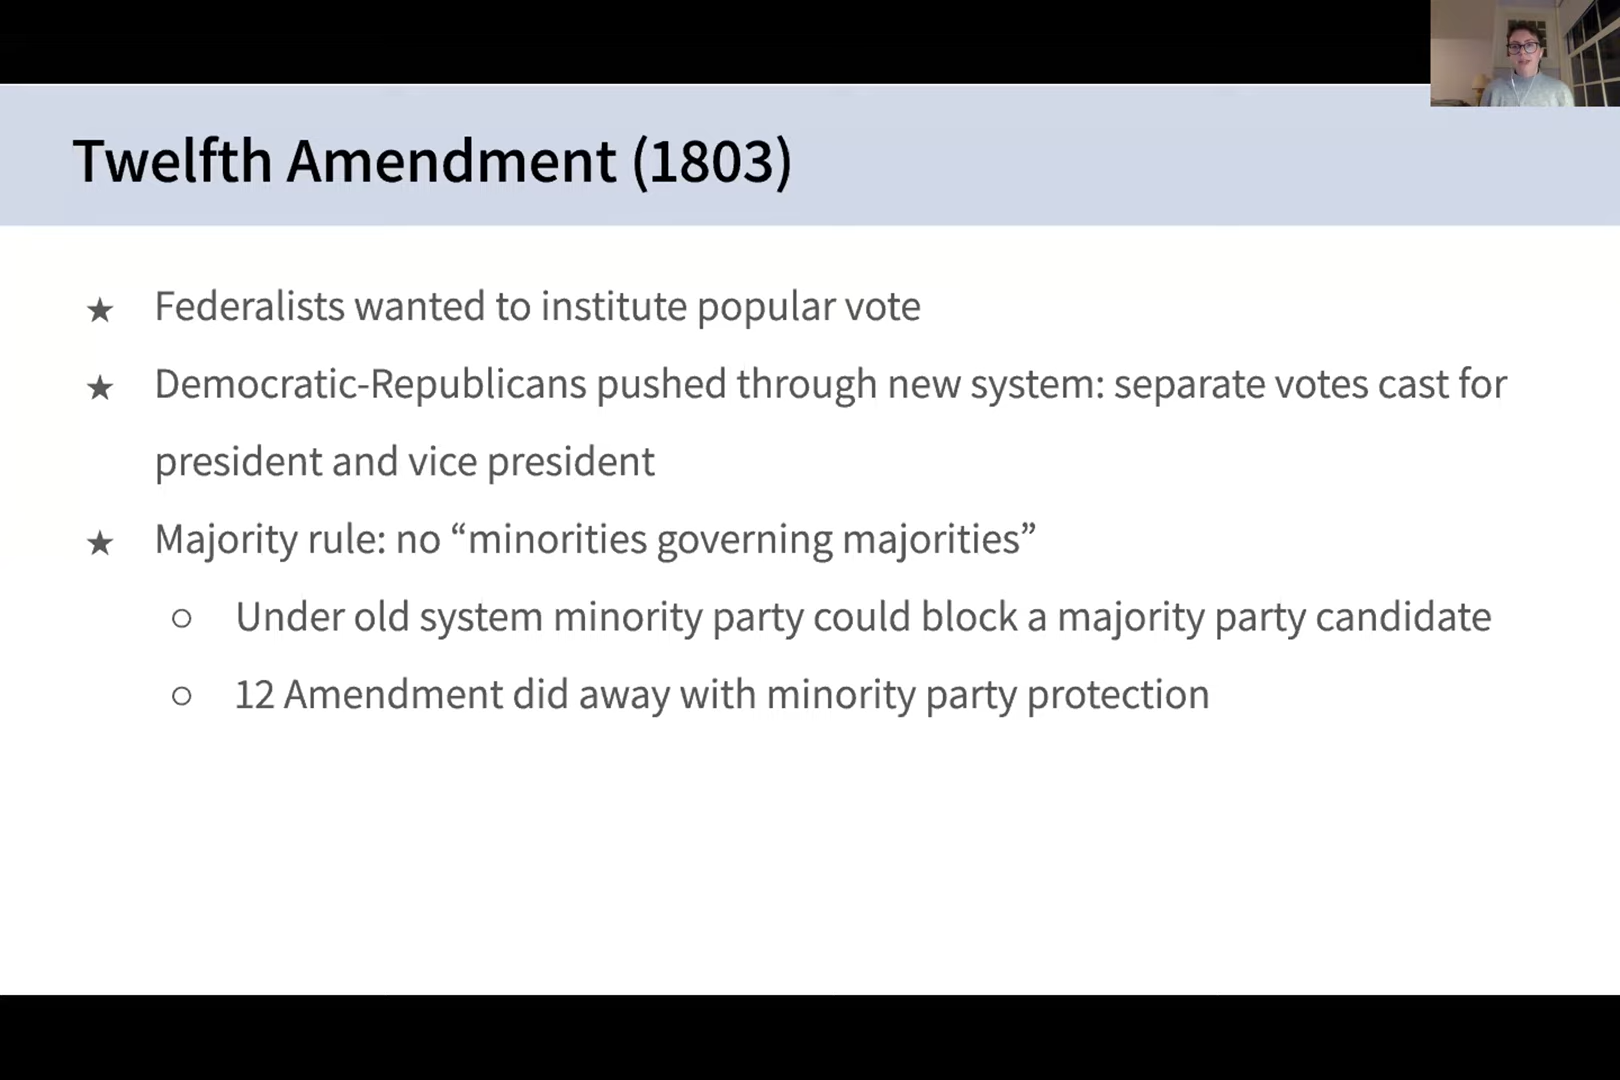 Twelfth Amendment (1803)
★ Federalists wanted to institute popular vote
★ Democratic-Republicans pushed through new system: separate votes cast for
president and vice president
★ Majority rule: no “minorities governing majorities”
○ Under old system minority party could block a majority party candidate
○ 12 Amendment did away with minority party protection